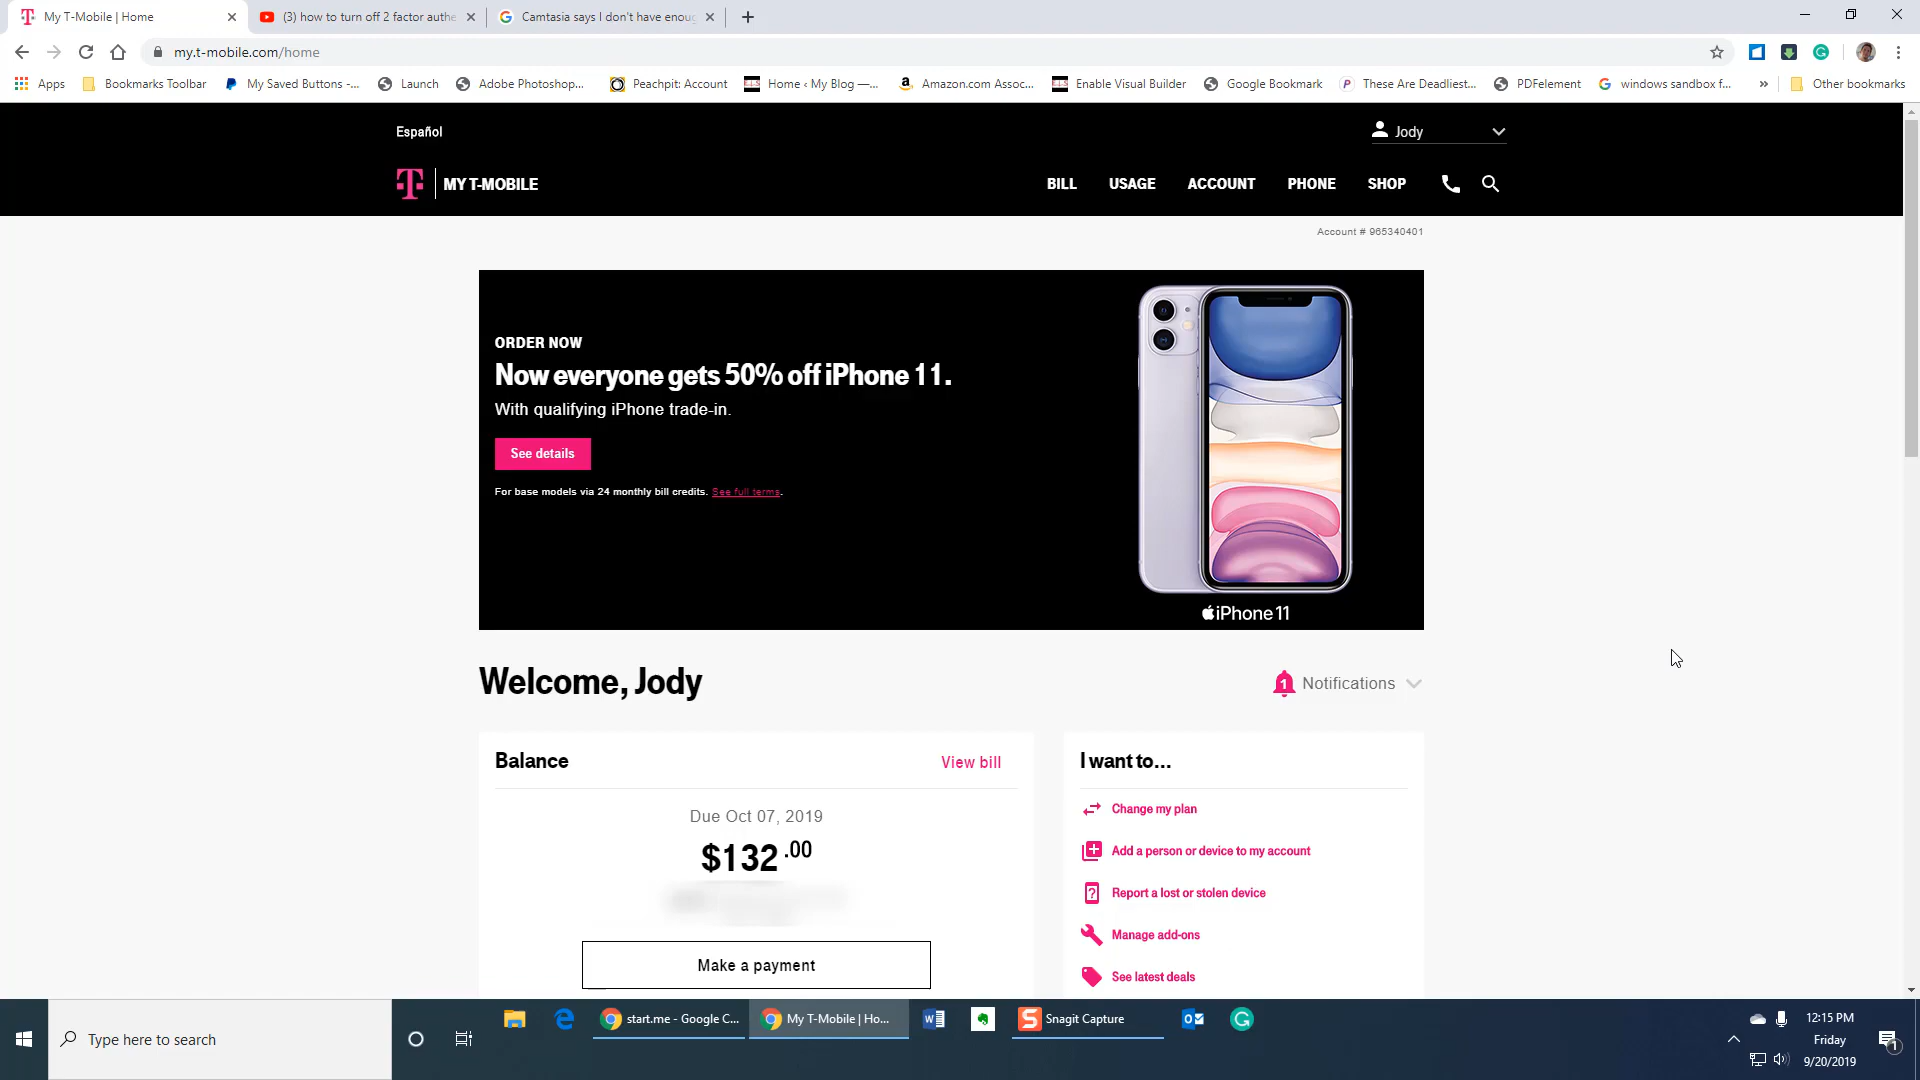 My T-Mobile | Home
(3) how to turn off 2 factor authe
Camtasia says I don't have enoug
my.t-mobile.com/home
Apps
Bookmarks Toolbar
My Saved Buttons -...
Launch
Adobe Photoshop...
Peachpit: Account
Home ‹ My Blog —...
Amazon.com Assoc...
Enable Visual Builder
Google Bookmark
These Are Deadliest...
PDFelement
windows sandbox f...
»
Other bookmarks
Español
Jody
T MY T-MOBILE
BILL
USAGE
ACCOUNT
PHONE
SHOP
Account # 965340401
ORDER NOW
Now everyone gets 50% off iPhone 11.
With qualifying iPhone trade-in.
See details
For base models via 24 monthly bill credits. See full terms.
iPhone 11
Welcome, Jody
1 Notifications
Balance
View bill
Due Oct 07, 2019
$132.00
Make a payment
I want to...
Change my plan
Add a person or device to my account
Report a lost or stolen device
Manage add-ons
See latest deals
Type here to search
start.me - Google C...
My T-Mobile | Ho...
Snagit Capture
12:15 PM
Friday
9/20/2019
1